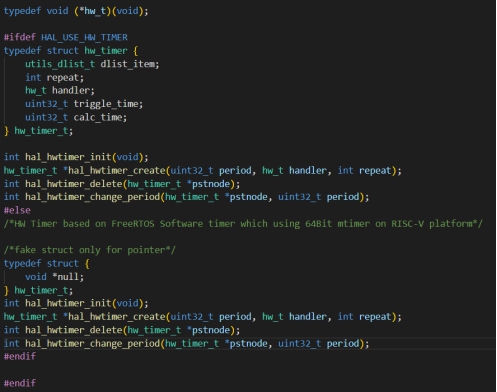 typedef void (*hw_t)(void);
#ifdef HAL_USE_HW_TIMER
typedef struct hw_timer {
utils_dlist_t dlist_item;
int repeat;
hw_t handler;
uint32_t triggle_time;
uint32_t calc_time;
} hw_timer_t;
int hal_hwtimer_init(void);
hw_timer_t *hal_hwtimer_create(uint32_t period, hw_t handler, int repeat);
int hal_hwtimer_delete(hw_timer_t *pstnode);
int hal_hwtimer_change_period(hw_timer_t *pstnode, uint32_t period);
#else
/*HW Timer based on FreeRTOS Software timer which using 64Bit mtimer on RISC-V platform*/
/*fake struct only for pointer*/
typedef struct {
void *null;
} hw_timer_t;
int hal_hwtimer_init(void);
hw_timer_t *hal_hwtimer_create(uint32_t period, hw_t handler, int repeat);
int hal_hwtimer_delete(hw_timer_t *pstnode);
int hal_hwtimer_change_period(hw_timer_t *pstnode, uint32_t period);
#endif
#endif